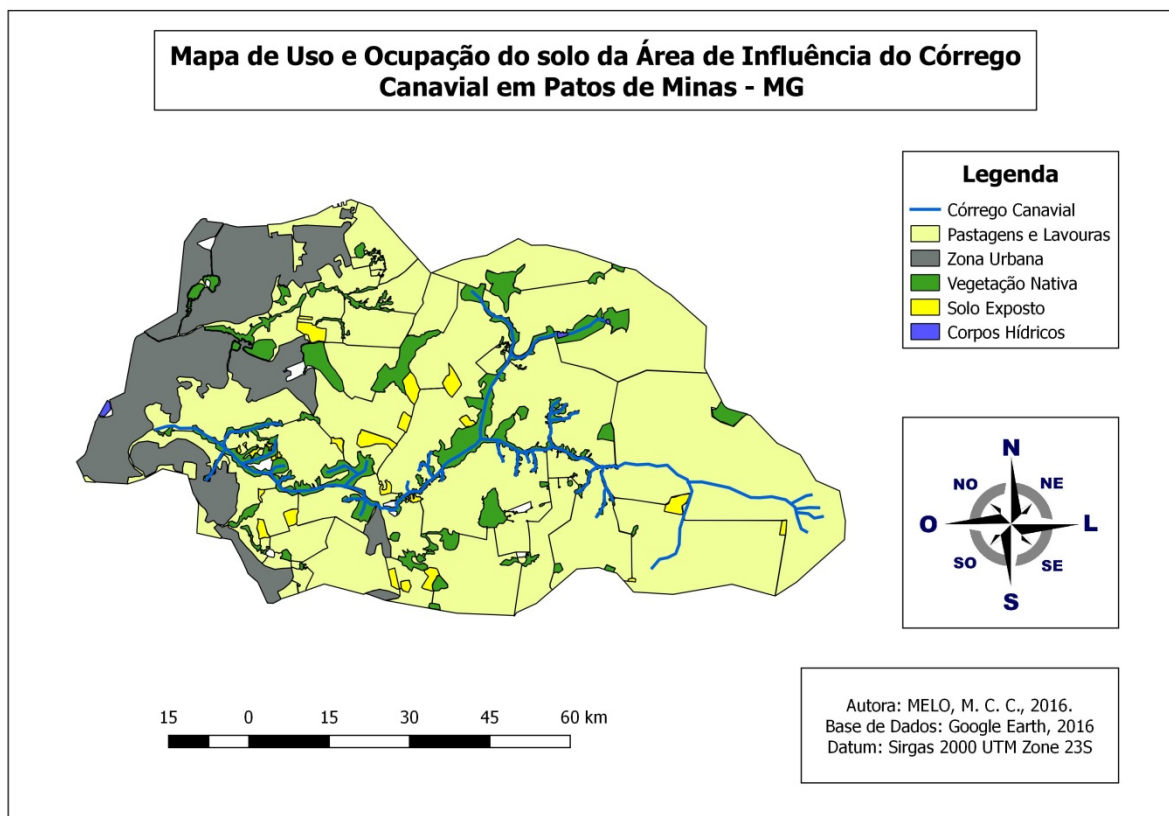 Mapa de Uso e Ocupação do solo da Área de Influência do Córrego
Canavial em Patos de Minas - MG
Legenda
Córrego Canavial
Pastagens e Lavouras
Zona Urbana
Vegetação Nativa
Solo Exposto
Corpos Hídricos
N
NO NE
O L
SO SE
S
15 0 15 30 45 60 km
Autora: MELO, M. C. C., 2016.
Base de Dados: Google Earth, 2016
Datum: Sirgas 2000 UTM Zone 23S